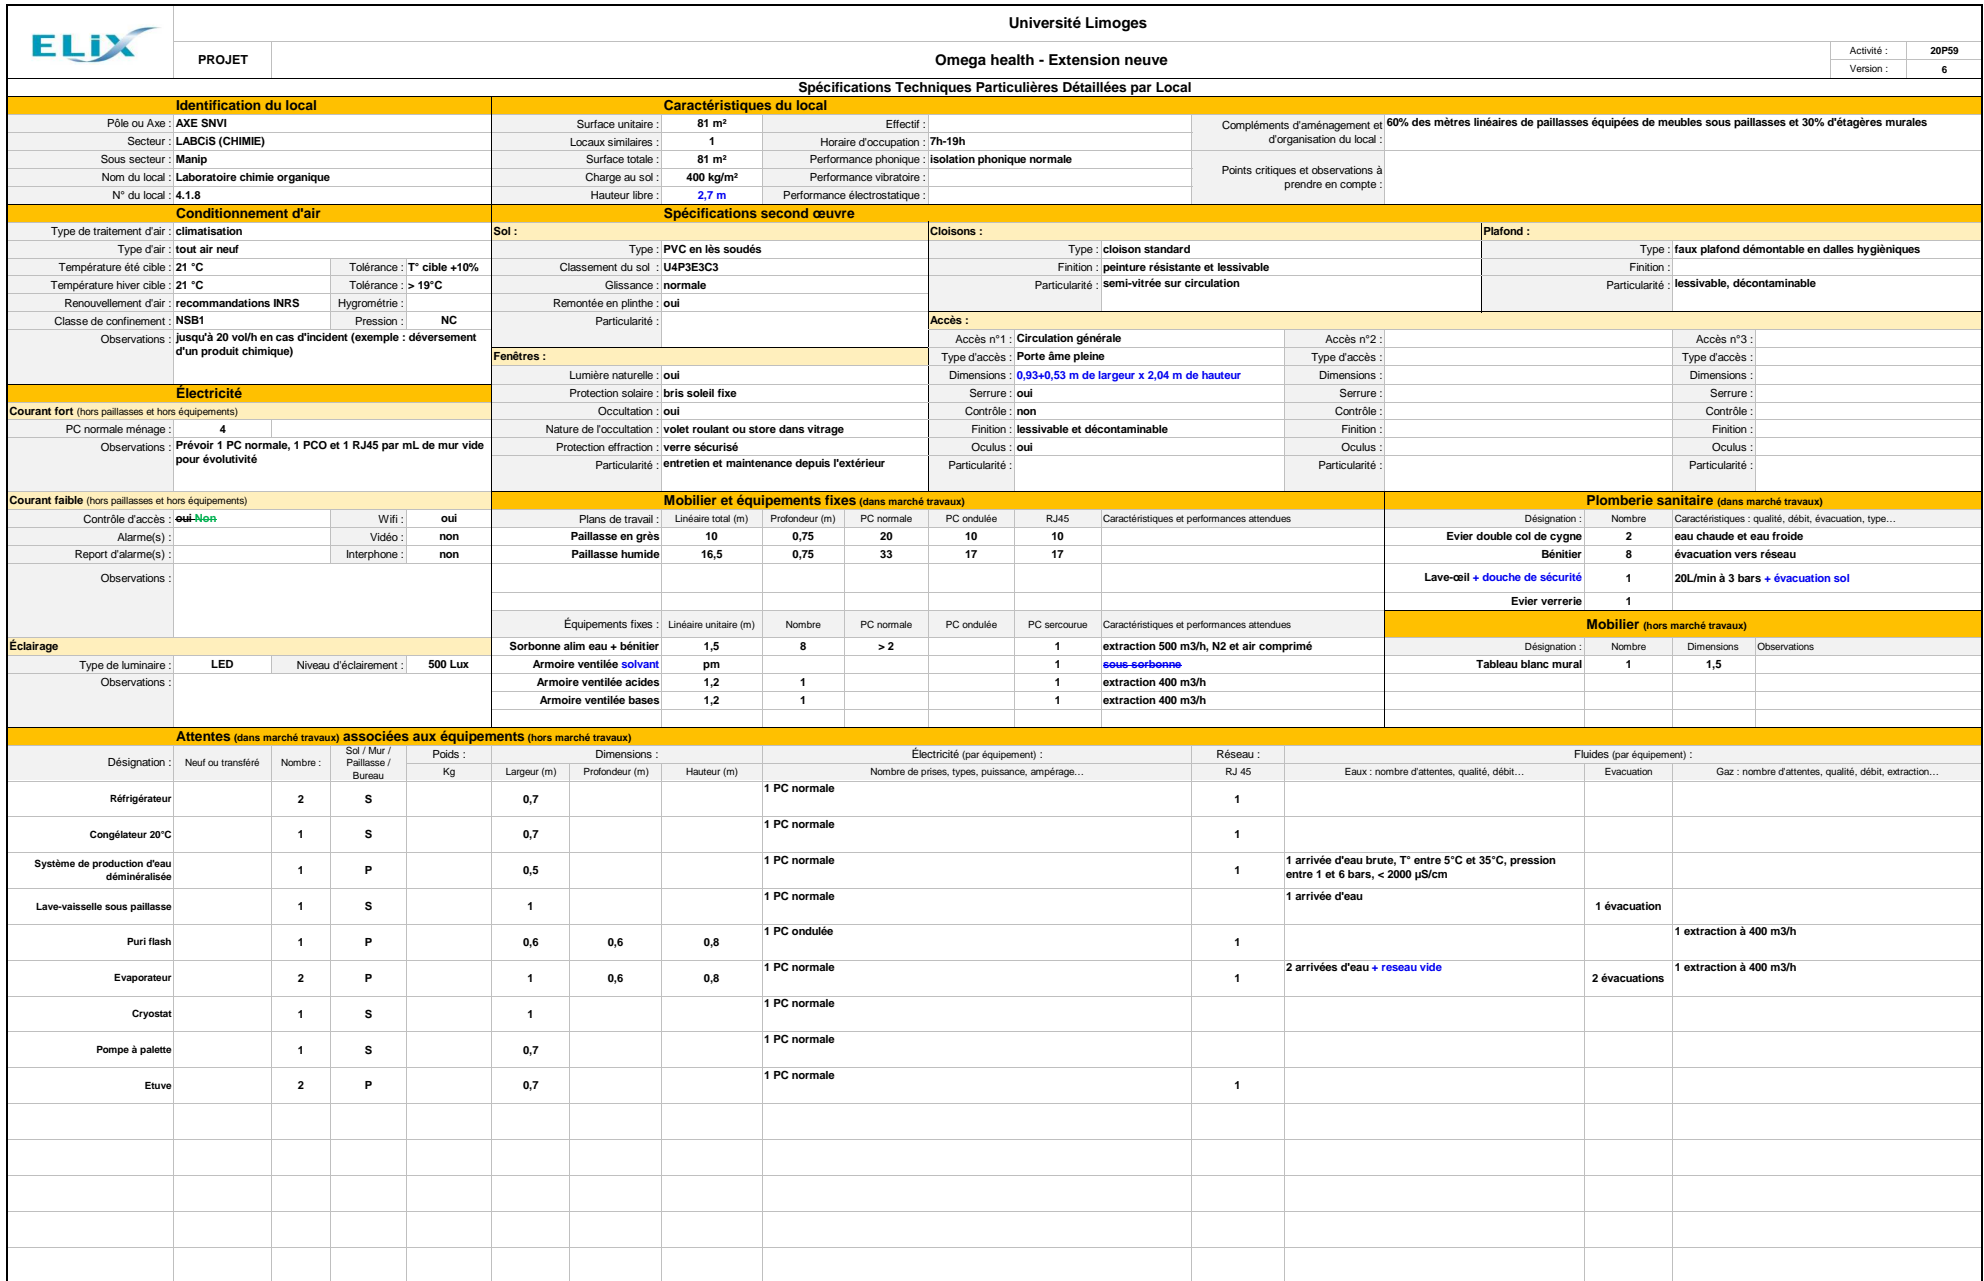 ELiX
Université Limoges
PROJET
Omega health - Extension neuve
Activité : 20P59
Version : 6
Spécifications Techniques Particulières Détaillées par Local
Identification du local
Pôle ou Axe : AXE SNVI
Secteur : LABCiS (CHIMIE)
Sous secteur : Manip
Nom du local : Laboratoire chimie organique
N° du local : 4.1.8
Caractéristiques du local
Surface unitaire : 81 m² Effectif :
Locaux similaires : 1 Horaire d'occupation : 7h-19h
Surface totale : 81 m² Performance phonique : isolation phonique normale
Charge au sol : 400 kg/m² Performance vibratoire :
Hauteur libre : 2,7 m Performance électrostatique :
Compléments d'aménagement et d'organisation du local : 60% des mètres linéaires de paillasses équipées de meubles sous paillasses et 30% d'étagères murales
Points critiques et observations à prendre en compte :
Conditionnement d'air
Type de traitement d'air : climatisation
Type d'air : tout air neuf
Température été cible : 21 °C Tolérance : T° cible +10%
Température hiver cible : 21 °C Tolérance : > 19°C
Renouvellement d'air : recommandations INRS Hygrométrie :
Classe de confinement : NSB1 Pression : NC
Observations : jusqu'à 20 vol/h en cas d'incident (exemple : déversement
d'un produit chimique)
Spécifications second œuvre
Sol :
Type : PVC en lès soudés
Classement du sol : U4P3E3C3
Glissance : normale
Remontée en plinthe : oui
Particularité :
Cloisons :
Type : cloison standard
Finition : peinture résistante et lessivable
Particularité : semi-vitrée sur circulation
Plafond :
Type : faux plafond démontable en dalles hygièniques
Finition :
Particularité : lessivable, décontaminable
Fenêtres :
Lumière naturelle : oui
Protection solaire : bris soleil fixe
Occultation : oui
Nature de l'occultation : volet roulant ou store dans vitrage
Protection effraction : verre sécurisé
Particularité : entretien et maintenance depuis l'extérieur
Accès :
Accès n°1 : Circulation générale Accès n°2 : Accès n°3 :
Type d'accès : Porte âme pleine Type d'accès : Type d'accès :
Dimensions : 0,93+0,53 m de largeur x 2,04 m de hauteur Dimensions : Dimensions :
Serrure : oui Serrure : Serrure :
Contrôle : non Contrôle : Contrôle :
Finition : lessivable et décontaminable Finition : Finition :
Oculus : oui Oculus : Oculus :
Particularité : Particularité : Particularité :
Électricité
Courant fort (hors paillasses et hors équipements)
PC normale ménage : 4
Observations : Prévoir 1 PC normale, 1 PCO et 1 RJ45 par mL de mur vide
pour évolutivité
Courant faible (hors paillasses et hors équipements)
Contrôle d'accès : oui Non Wifi : oui
Alarme(s) : Vidéo : non
Report d'alarme(s) : Interphone : non
Observations :
Éclairage
Type de luminaire : LED Niveau d'éclairement : 500 Lux
Observations :
Mobilier et équipements fixes (dans marché travaux)
Plans de travail : Linéaire total (m) Profondeur (m) PC normale PC ondulée RJ45 Caractéristiques et performances attendues
Paillasse en grès 10 0,75 20 10 10
Paillasse humide 16,5 0,75 33 17 17
Équipements fixes : Linéaire unitaire (m) Nombre PC normale PC ondulée PC sercourue Caractéristiques et performances attendues
Sorbonne alim eau + bénitier 1,5 8 > 2 1 extraction 500 m3/h, N2 et air comprimé
Armoire ventilée solvant pm 1 sous sorbonne
Armoire ventilée acides 1,2 1 1 extraction 400 m3/h
Armoire ventilée bases 1,2 1 1 extraction 400 m3/h
Plomberie sanitaire (dans marché travaux)
Désignation : Nombre Caractéristiques : qualité, débit, évacuation, type…
Evier double col de cygne 2 eau chaude et eau froide
Bénitier 8 évacuation vers réseau
Lave-œil + douche de sécurité 1 20L/min à 3 bars + évacuation sol
Evier verrerie 1
Mobilier (hors marché travaux)
Désignation : Nombre Dimensions Observations
Tableau blanc mural 1 1,5
Attentes (dans marché travaux) associées aux équipements (hors marché travaux)
Désignation : Neuf ou transféré Nombre : Sol / Mur / Paillasse / Bureau Poids : Dimensions : Électricité (par équipement) : Réseau : Fluides (par équipement) :
Kg Largeur (m) Profondeur (m) Hauteur (m) Nombre de prises, types, puissance, ampérage… RJ 45 Eaux : nombre d'attentes, qualité, débit… Evacuation Gaz : nombre d'attentes, qualité, débit, extraction…
Réfrigérateur 2 S 0,7 1 PC normale 1
Congélateur 20°C 1 S 0,7 1 PC normale 1
Système de production d'eau déminéralisée 1 P 0,5 1 PC normale 1 1 arrivée d'eau brute, T° entre 5°C et 35°C, pression entre 1 et 6 bars, < 2000 µS/cm
Lave-vaisselle sous paillasse 1 S 1 1 PC normale 1 arrivée d'eau 1 évacuation
Puri flash 1 P 0,6 0,6 0,8 1 PC ondulée 1 1 extraction à 400 m3/h
Evaporateur 2 P 1 0,6 0,8 1 PC normale 1 2 arrivées d'eau + reseau vide 2 évacuations 1 extraction à 400 m3/h
Cryostat 1 S 1 1 PC normale
Pompe à palette 1 S 0,7 1 PC normale
Etuve 2 P 0,7 1 PC normale 1